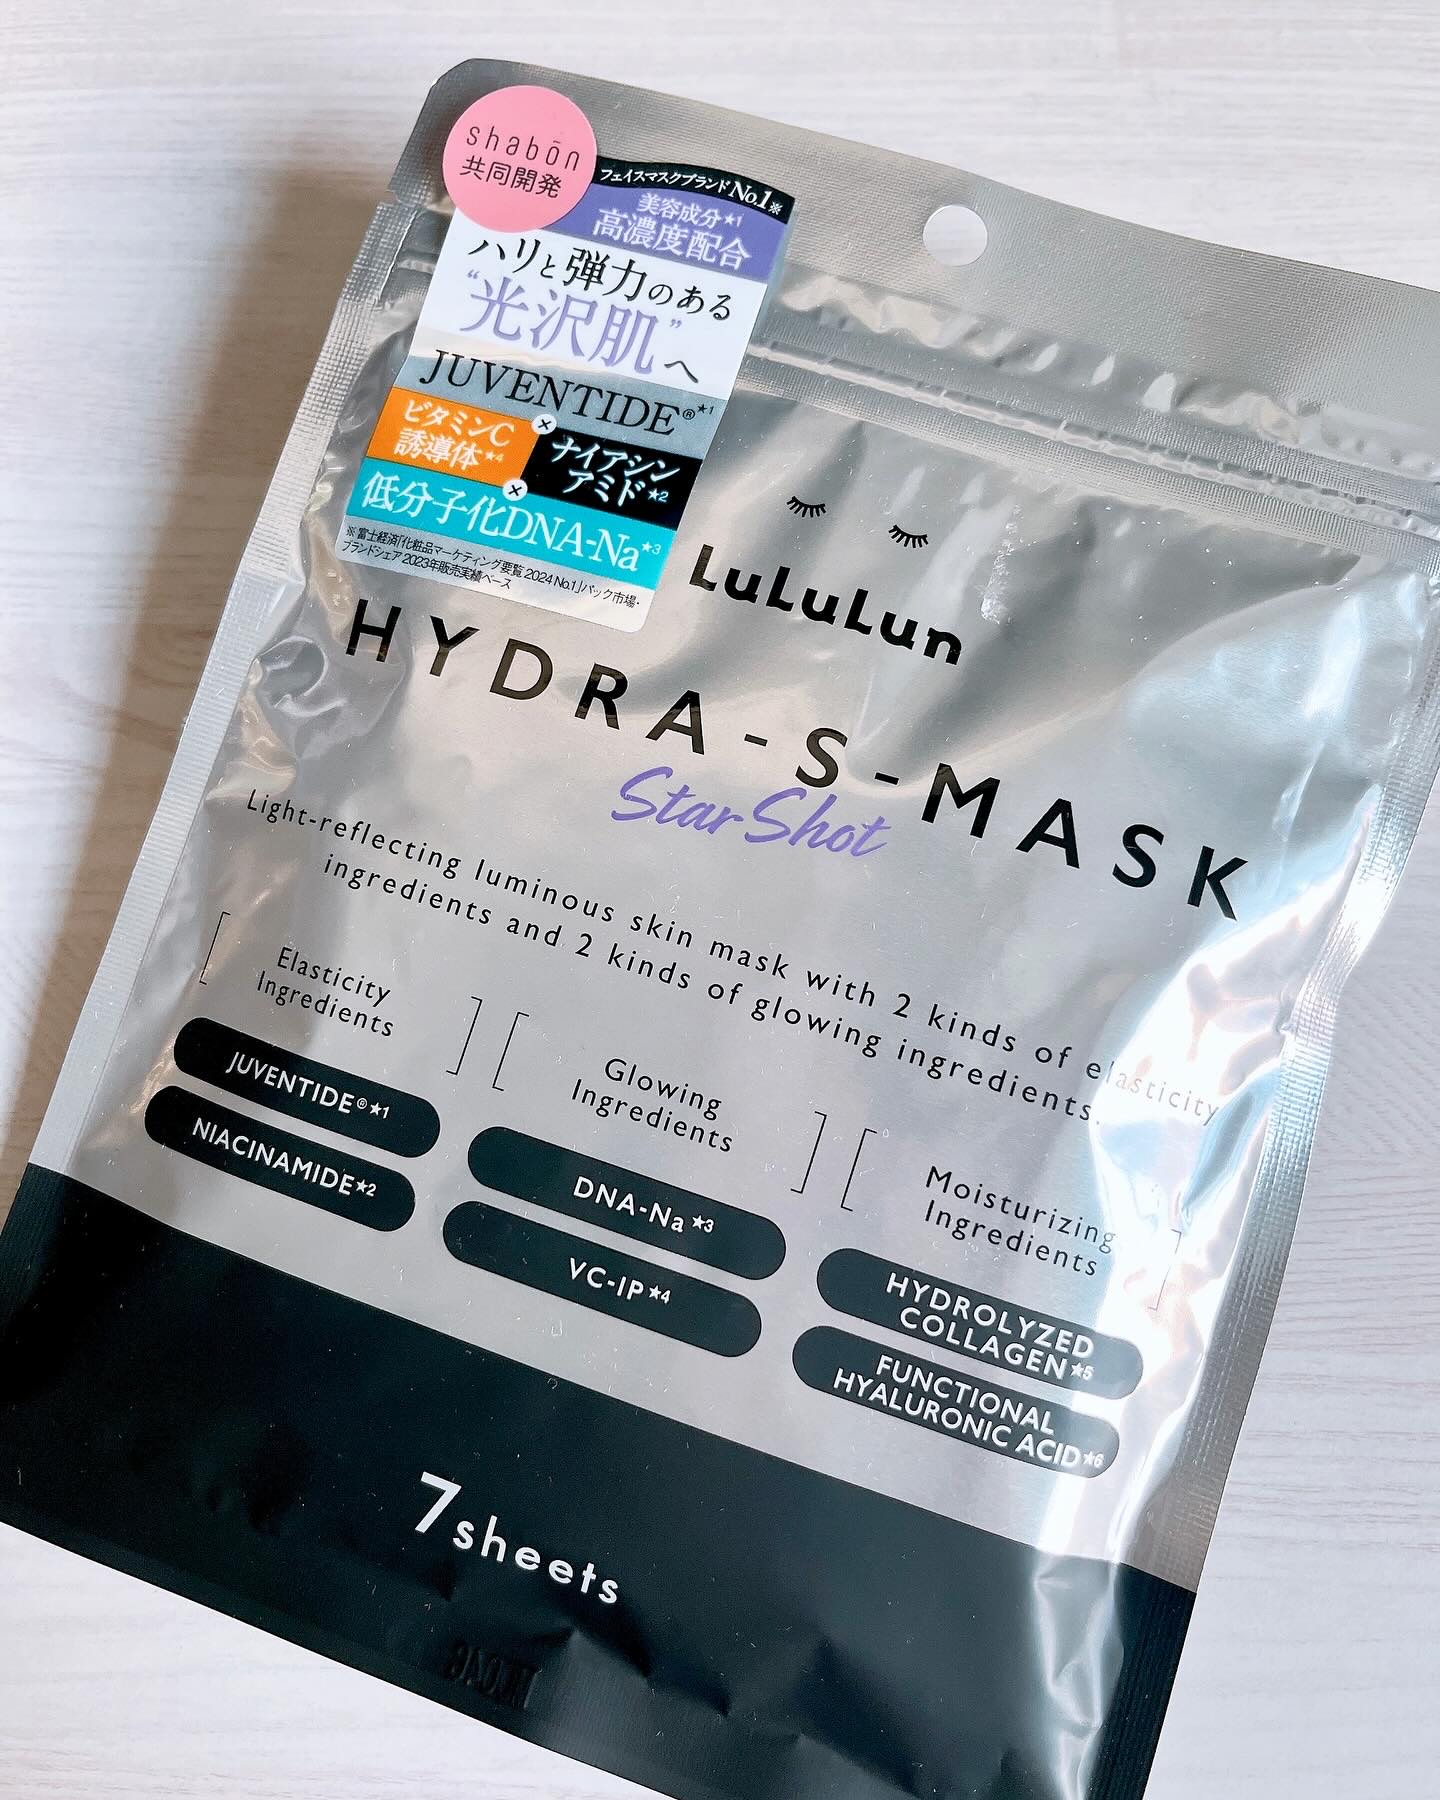 shabōn
共同開発
フェイスマスクブランドNo.1※
美容成分★1
高濃度配合
ハリと弾力のある
“光沢肌”へ
JUVENTIDE®★1
ビタミンC
誘導体★4
×
ナイアシン
アミド★2
×
低分子化DNA-Na★3
※富士経済「化粧品マーケティング要覧 2024 No.1」パック市場・
ブランドシェア 2023年販売実績ベース
LuLuLun
HYDRA-S-MASK
Star Shot
Light-reflecting luminous skin mask with 2 kinds of elasticity
ingredients and 2 kinds of glowing ingredients.
Elasticity
Ingredients
JUVENTIDE®★1
NIACINAMIDE★2
Glowing
Ingredients
DNA-Na★3
VC-IP★4
Moisturizing
Ingredients
HYDROLYZED
COLLAGEN★5
FUNCTIONAL
HYALURONIC ACID★6
7sheets